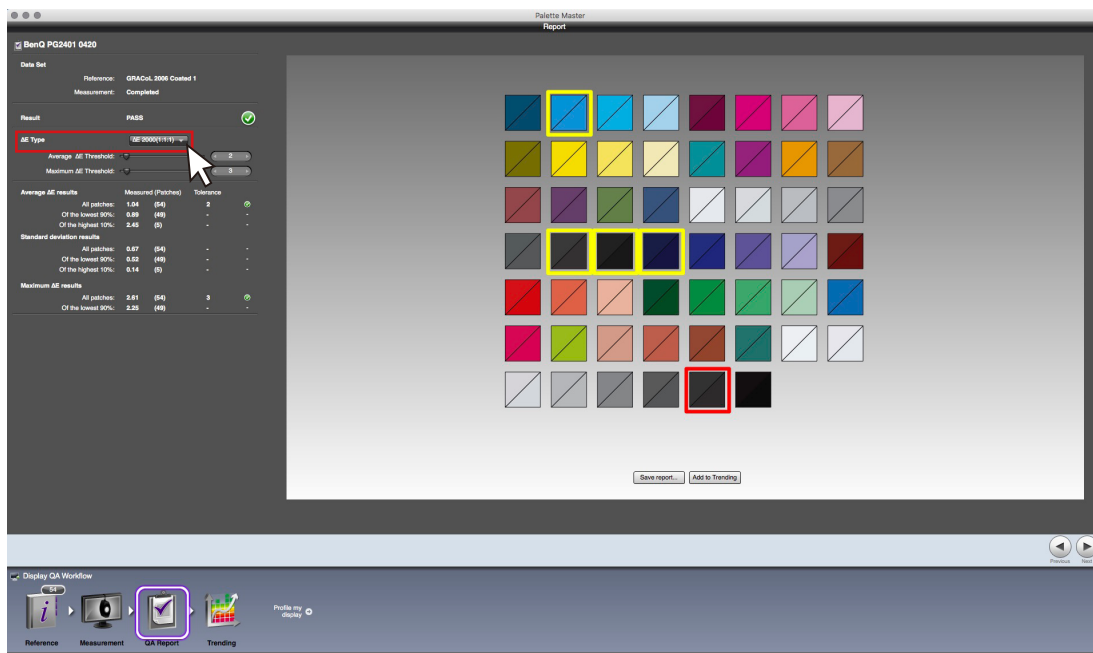 Palette Master
Report
BenQ PG2401 0420
Data Set
Reference: GRACoL 2006 Coated 1
Measurement: Completed
Result PASS
ΔE Type ΔE 2000(1:1:1)
Average ΔE Threshold: 2
Maximum ΔE Threshold: 3
Average ΔE results Measured (Patches) Tolerance
All patches: 1.04 (54) 2
Of the lowest 90%: 0.89 (49) - -
Of the highest 10%: 2.45 (5) - -
Standard deviation results
All patches: 0.67 (54) - -
Of the lowest 90%: 0.52 (49) - -
Of the highest 10%: 0.14 (5) - -
Maximum ΔE results
All patches: 2.61 (54) 3
Of the lowest 90%: 2.25 (49) - -
Save report... Add to Trending
Previous Next
Display QA Workflow
54
i
Profile my
display
Reference Measurement QA Report Trending